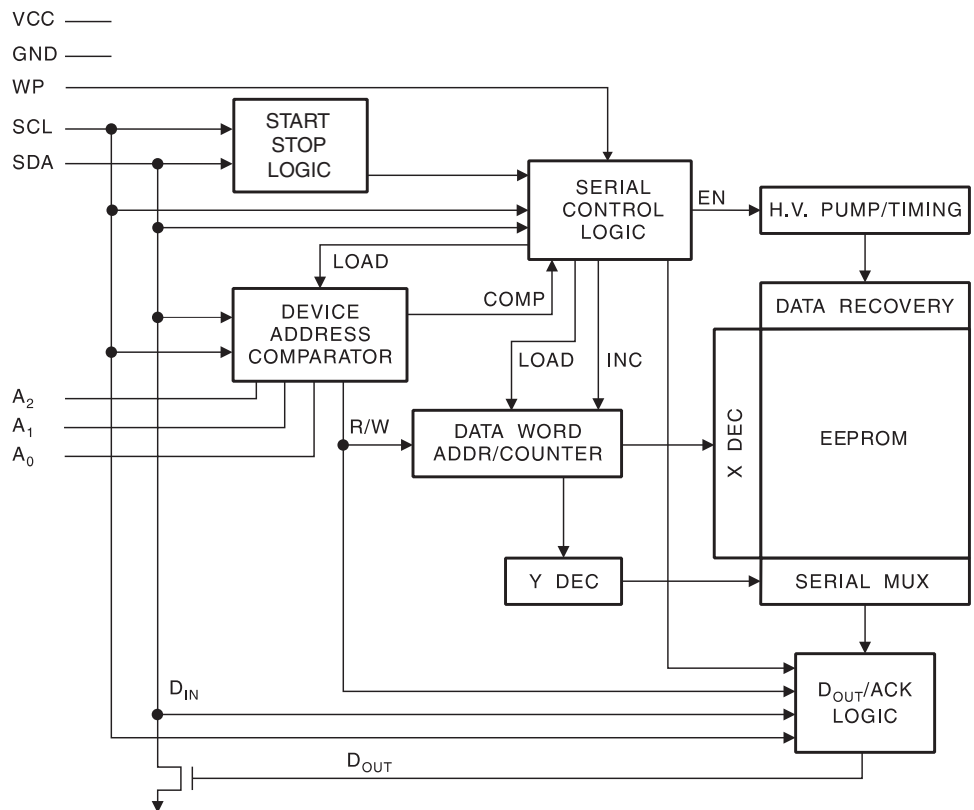 VCC
GND
WP
SCL
SDA
START
STOP
LOGIC
SERIAL
CONTROL
LOGIC
EN
H.V. PUMP/TIMING
LOAD
COMP
DEVICE
ADDRESS
COMPARATOR
DATA RECOVERY
LOAD
INC
A2
A1
A0
R/W
DATA WORD
ADDR/COUNTER
X DEC
EEPROM
Y DEC
SERIAL MUX
DIN
DOUT/ACK
LOGIC
DOUT